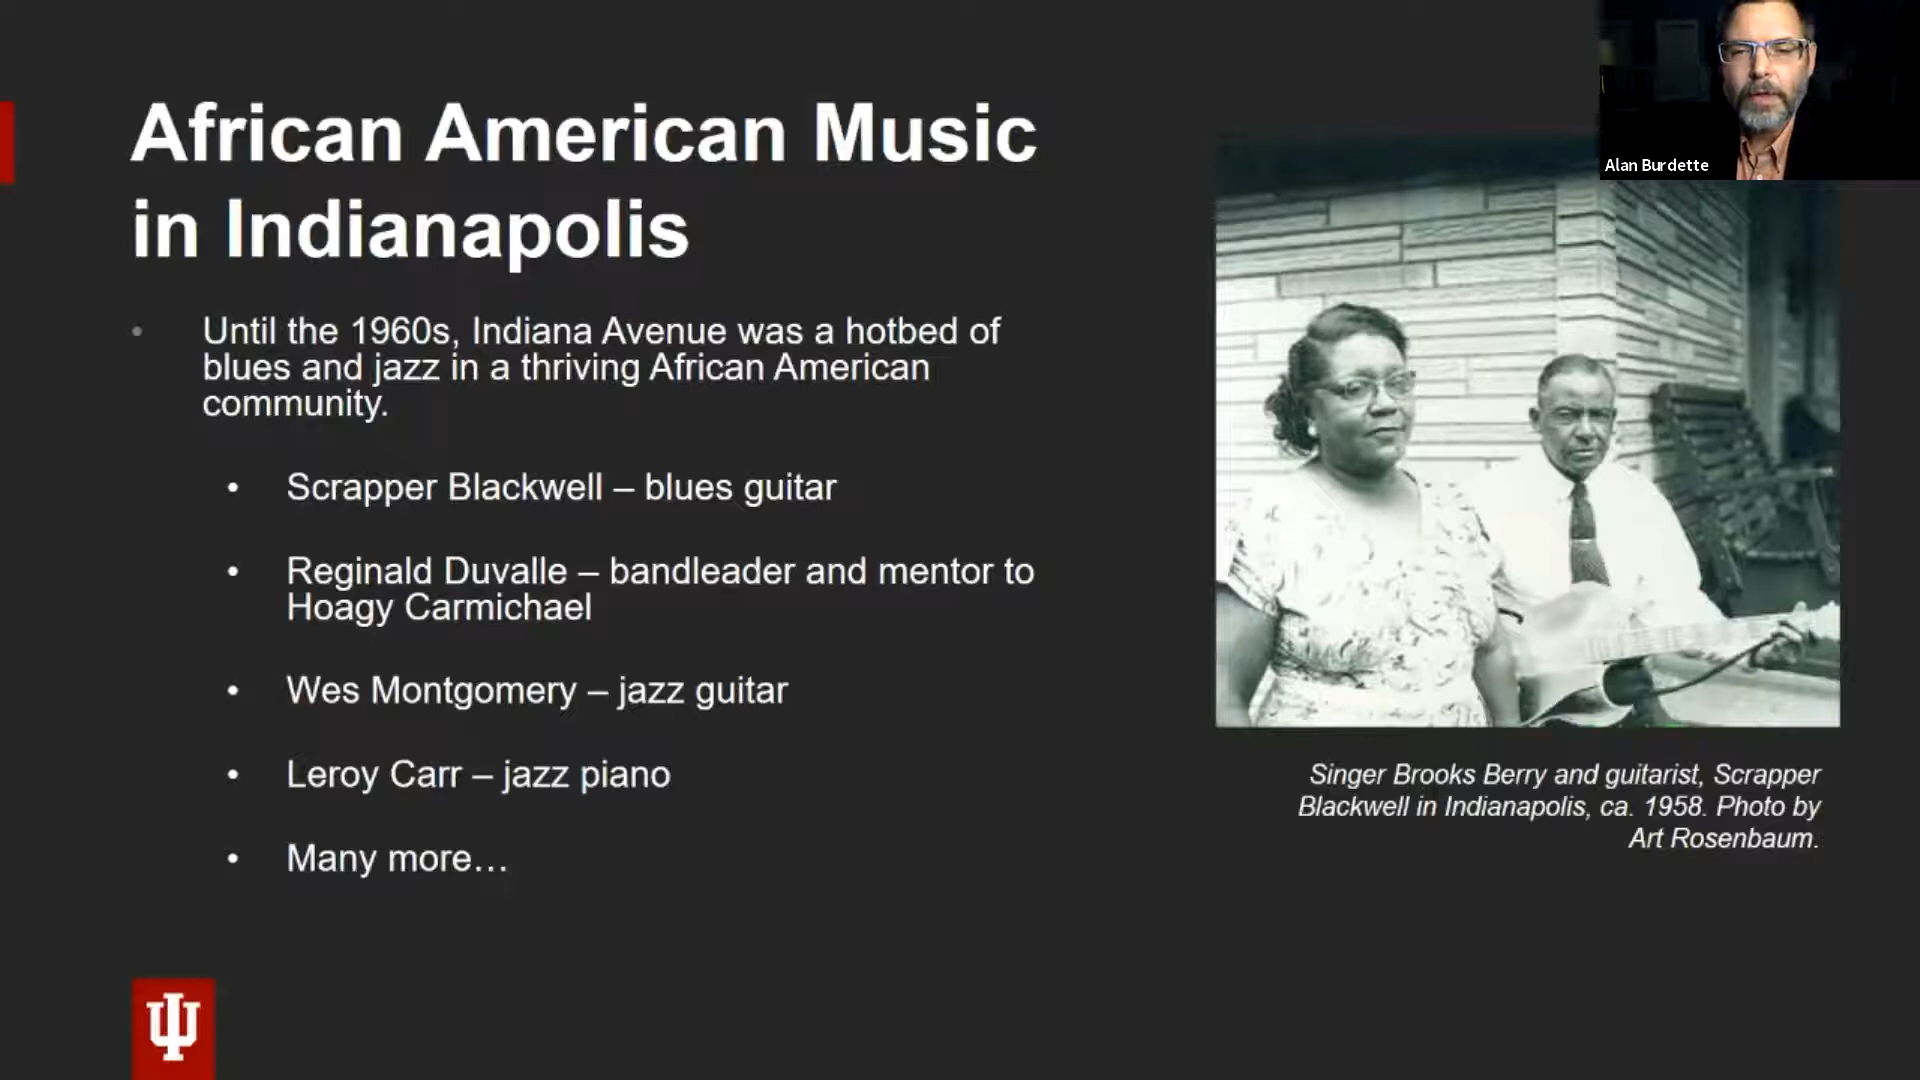 Alan Burdette
African American Music
in Indianapolis
• Until the 1960s, Indiana Avenue was a hotbed of
blues and jazz in a thriving African American
community.
• Scrapper Blackwell – blues guitar
• Reginald Duvalle – bandleader and mentor to
Hoagy Carmichael
• Wes Montgomery – jazz guitar
• Leroy Carr – jazz piano
• Many more…
Singer Brooks Berry and guitarist, Scrapper
Blackwell in Indianapolis, ca. 1958. Photo by
Art Rosenbaum.